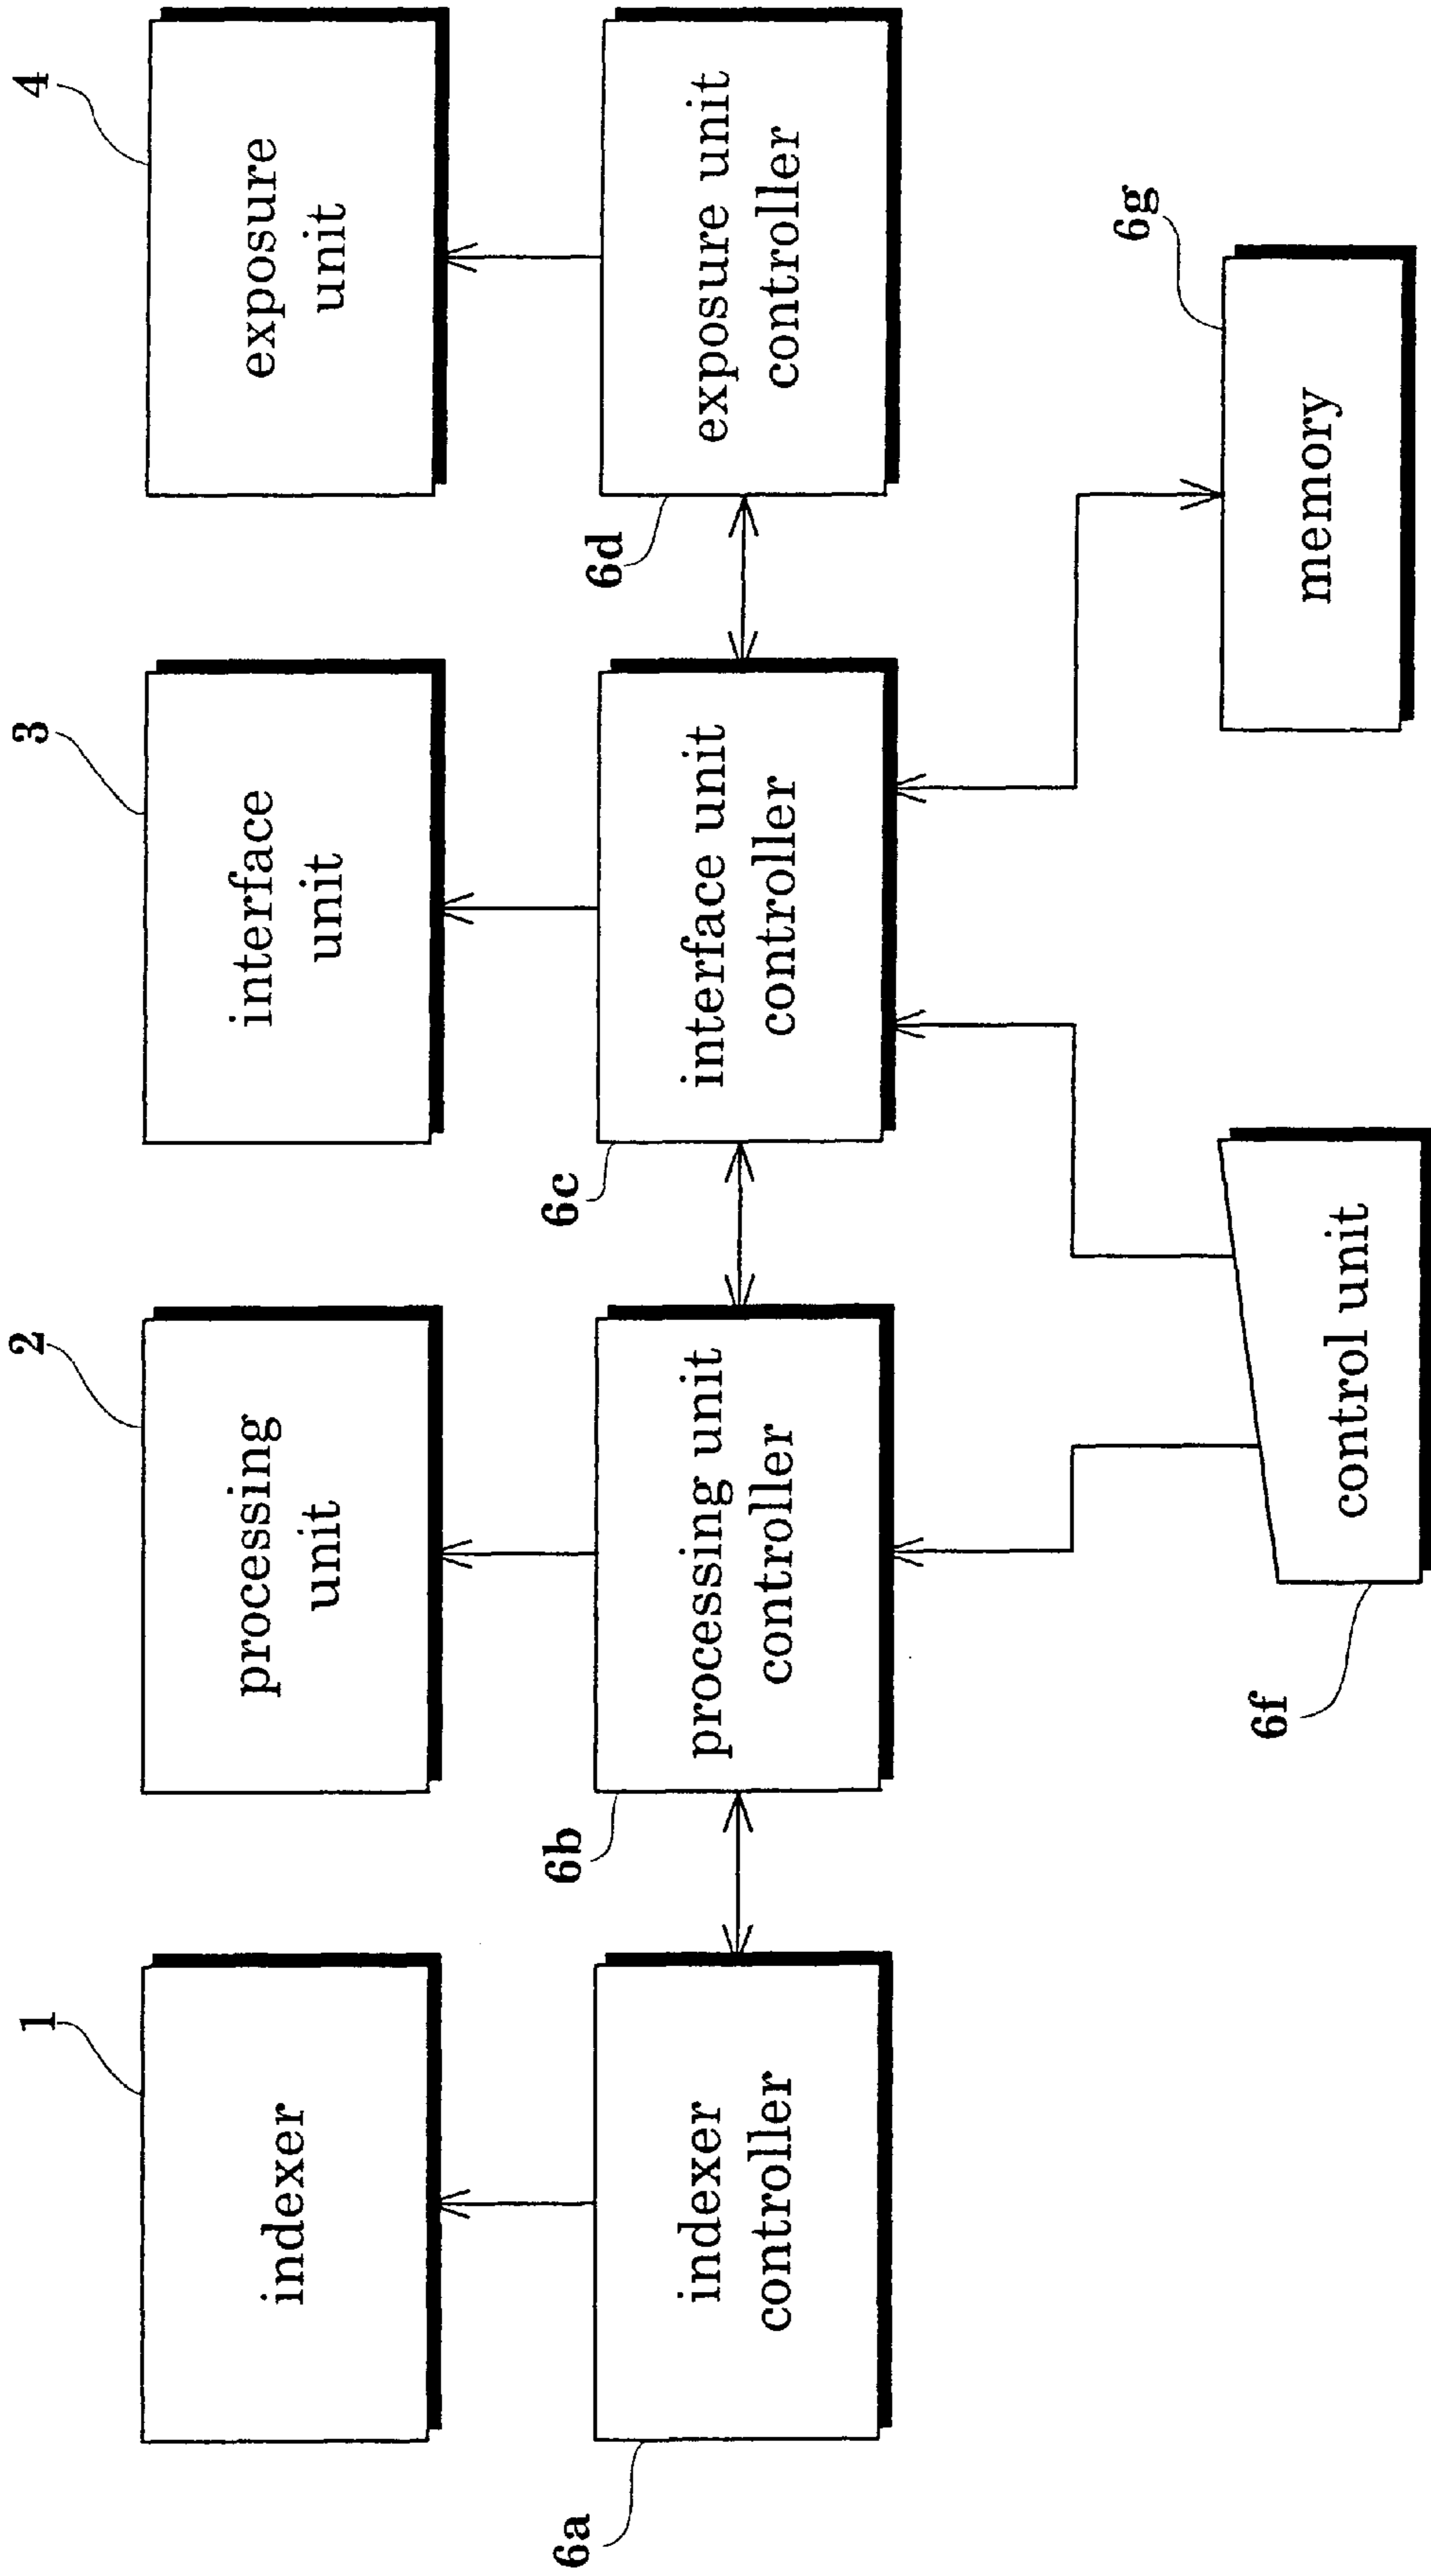 1
2
3
4
indexer
processing
unit
interface
unit
exposure
unit
6a
6b
6c
6d
indexer
controller
processing unit
controller
interface unit
controller
exposure unit
controller
6f
control unit
6g
memory